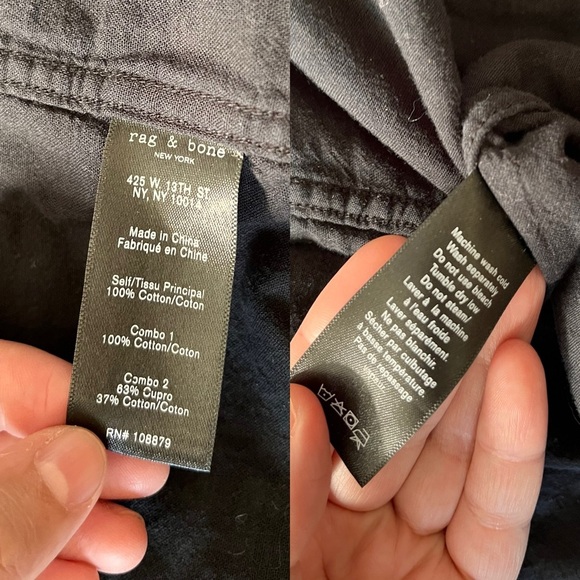 rag & bone
NEW YORK
425 W. 13TH ST
NY, NY 10014
Made in China
Fabriqué en Chine
Self/Tissu Principal
100% Cotton/Coton
Combo 1
100% Cotton/Coton
Combo 2
63% Cupro
37% Cotton/Coton
RN# 108879
Machine wash cold
Wash separately
Do not use bleach
Tumble dry low
Do not steam/
Laver à la machine
à l'eau froide
Laver séparément.
Ne pas blanchir.
Séchage par culbutage
à basse température.
Pas de repassage